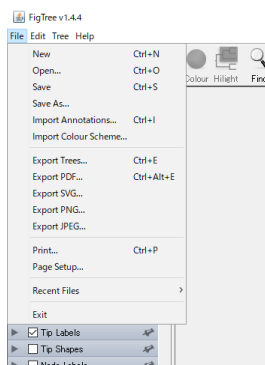 FigTree v1.4.4
File Edit Tree Help
New Ctrl+N
Open... Ctrl+O
Save Ctrl+S
Save As...
Import Annotations... Ctrl+I
Import Colour Scheme...
Export Trees... Ctrl+E
Export PDF... Ctrl+Alt+E
Export SVG...
Export PNG...
Export JPEG...
Print... Ctrl+P
Page Setup...
Recent Files
Exit
Colour Hilight Find
Tip Labels
Tip Shapes
Node Labels